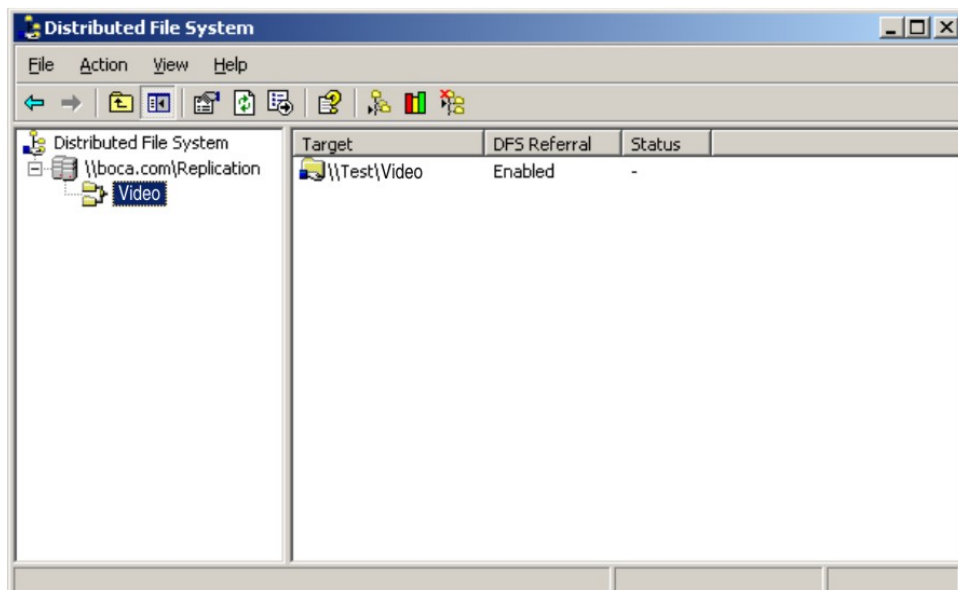 Distributed File System
File Action View Help
Distributed File System
\\boca.com\Replication
Video
Target DFS Referral Status
\\Test\Video Enabled -